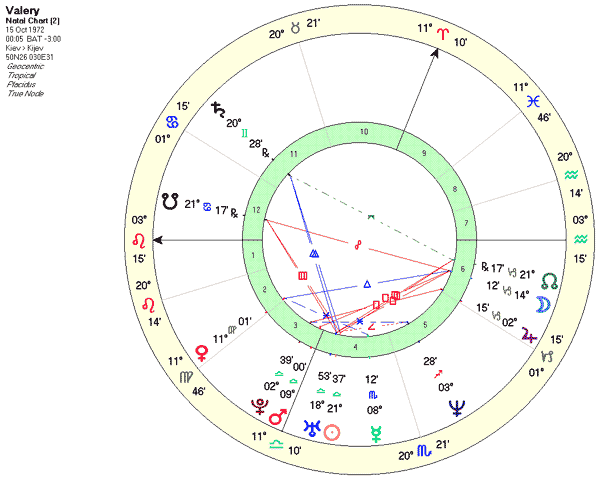 Valery
Natal Chart (2)
15 Oct 1972
00:05 BAT -3:00
Kiev > Kijev
50N26 030E31
Geocentric
Tropical
Placidus
True Node
20° ♉ 21'
11° ♈ 10'
11° ♓ 46'
20° ♒ 14'
03° ♒ 15'
15' ♑ 01°
20° ♏ 21'
11° ♎ 10'
11° ♍ 46'
20° ♌ 14'
03° ♌ 15'
15' ♋ 01°
♄ 20° ♊ 28' ℞
☋ 21° ♋ 17' ℞
♀ 11° ♍ 01'
♇ 02° ♎ 39'
♂ 09° ♎ 00'
♅ 18° ♎ 53'
☉ 21° ♎ 37'
☿ 08° ♏ 12'
♆ 03° ♐ 28'
♃ 02° ♑ 15'
☽ 14° ♑ 12'
☊ 21° ♑ 17' ℞
1
2
3
4
5
6
7
8
9
10
11
12